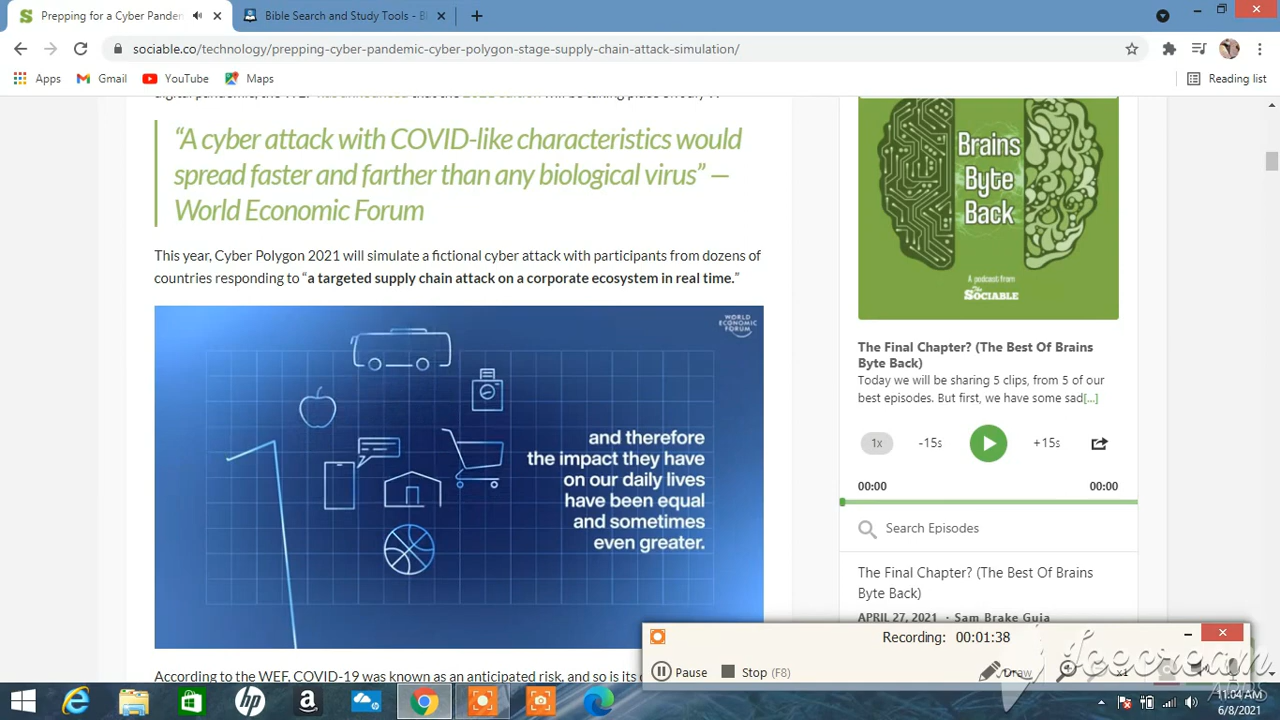 Prepping for a Cyber Pandem
Bible Search and Study Tools - Bl
sociable.co/technology/prepping-cyber-pandemic-cyber-polygon-stage-supply-chain-attack-simulation/
Apps
Gmail
YouTube
Maps
Reading list
“A cyber attack with COVID-like characteristics would
spread faster and farther than any biological virus” —
World Economic Forum
This year, Cyber Polygon 2021 will simulate a fictional cyber attack with participants from dozens of
countries responding to “a targeted supply chain attack on a corporate ecosystem in real time.”
WORLD
ECONOMIC
FORUM
and therefore
the impact they have
on our daily lives
have been equal
and sometimes
even greater.
According to the WEF, COVID-19 was known as an anticipated risk, and so is its
Brains
Byte
Back
A podcast from
The
SOCIABLE
The Final Chapter? (The Best Of Brains
Byte Back)
Today we will be sharing 5 clips, from 5 of our
best episodes. But first, we have some sad[...]
1x
-15s
+15s
00:00
00:00
Search Episodes
The Final Chapter? (The Best Of Brains
Byte Back)
APRIL 27, 2021 - Sam Brake Guia
Recording: 00:01:38
Pause
Stop (F8)
Draw
x1
Icecream
APPS
hp
11:04 AM
6/8/2021